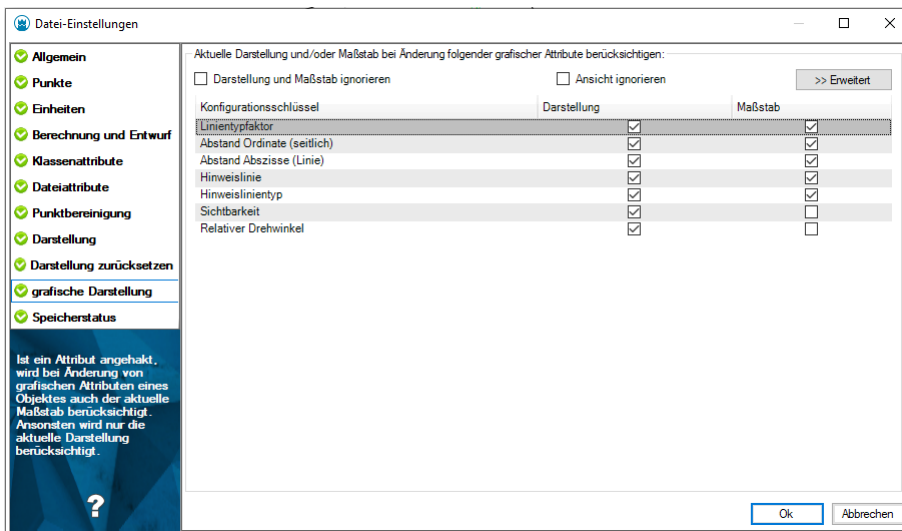 Datei-Einstellungen
Allgemein
Punkte
Einheiten
Berechnung und Entwurf
Klassenattribute
Dateiattribute
Punktbereinigung
Darstellung
Darstellung zurücksetzen
grafische Darstellung
Speicherstatus
Ist ein Attribut angehakt,
wird bei Änderung von
grafischen Attributen eines
Objektes auch der aktuelle
Maßstab berücksichtigt.
Ansonsten wird nur die
aktuelle Darstellung
berücksichtigt.
?
Aktuelle Darstellung und/oder Maßstab bei Änderung folgender grafischer Attribute berücksichtigen:
Darstellung und Maßstab ignorieren Ansicht ignorieren >> Erweitert
Konfigurationsschlüssel Darstellung Maßstab
Linientypfaktor
Abstand Ordinate (seitlich)
Abstand Abszisse (Linie)
Hinweislinie
Hinweislinientyp
Sichtbarkeit
Relativer Drehwinkel
Ok Abbrechen